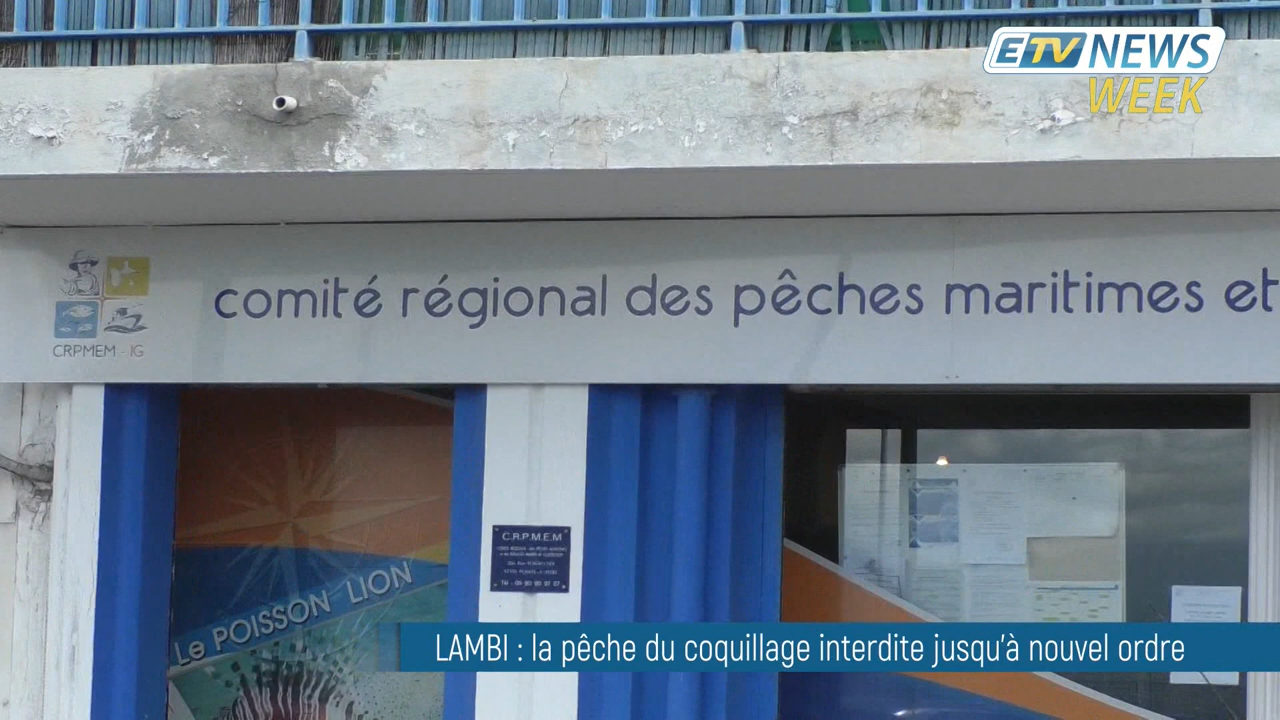 ETV NEWS
WEEK
comité régional des pêches maritimes et
CRPMEM - IG
C.R.P.M.E.M
Le POISSON LION
LAMBI : la pêche du coquillage interdite jusqu'à nouvel ordre